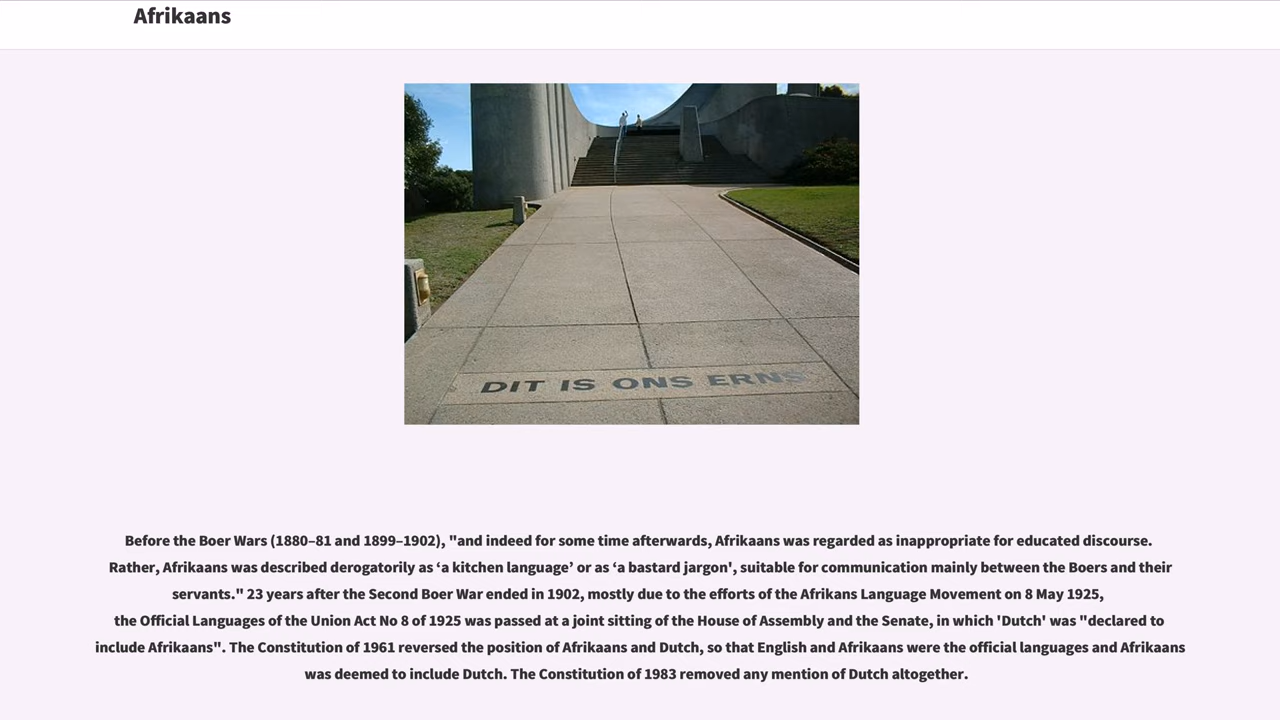 Afrikaans
DIT IS ONS ERNS
Before the Boer Wars (1880–81 and 1899–1902), "and indeed for some time afterwards, Afrikaans was regarded as inappropriate for educated discourse.
Rather, Afrikaans was described derogatorily as ‘a kitchen language’ or as ‘a bastard jargon', suitable for communication mainly between the Boers and their
servants." 23 years after the Second Boer War ended in 1902, mostly due to the efforts of the Afrikans Language Movement on 8 May 1925,
the Official Languages of the Union Act No 8 of 1925 was passed at a joint sitting of the House of Assembly and the Senate, in which 'Dutch' was "declared to
include Afrikaans". The Constitution of 1961 reversed the position of Afrikaans and Dutch, so that English and Afrikaans were the official languages and Afrikaans
was deemed to include Dutch. The Constitution of 1983 removed any mention of Dutch altogether.